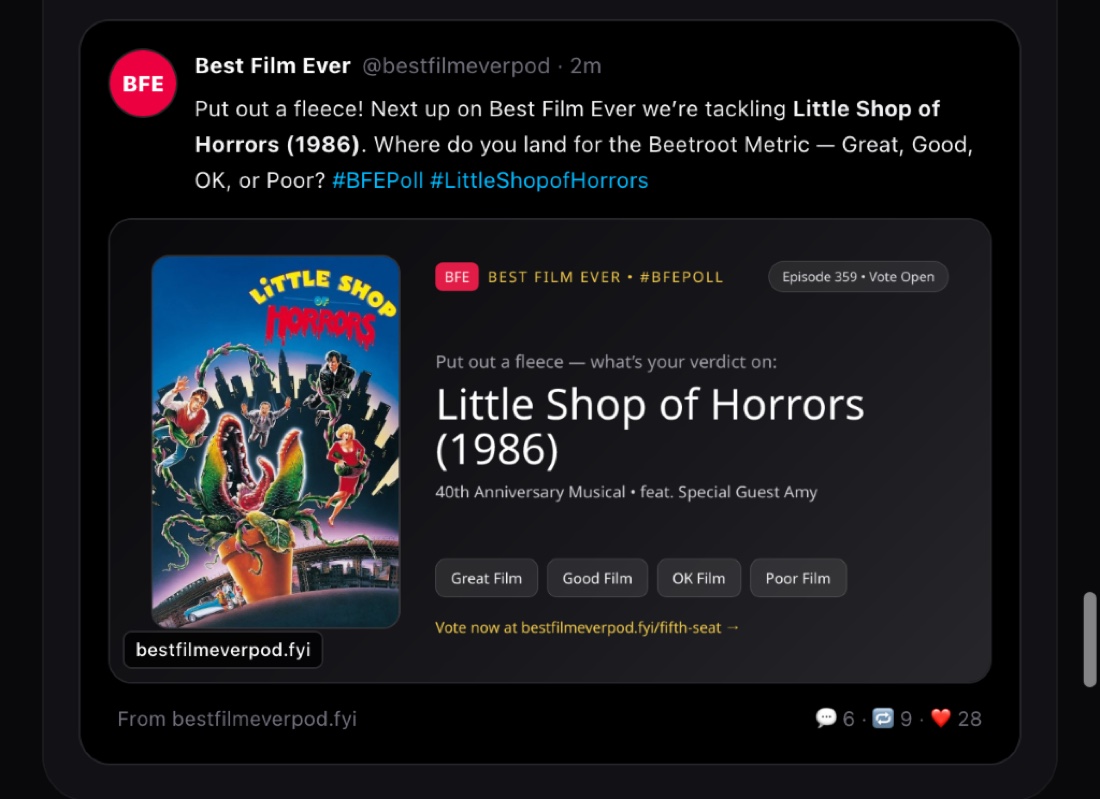 BFE
Best Film Ever @bestfilmeverpod · 2m
Put out a fleece! Next up on Best Film Ever we’re tackling Little Shop of
Horrors (1986). Where do you land for the Beetroot Metric — Great, Good,
OK, or Poor? #BFEPoll #LittleShopofHorrors
LiTTLE SHOP
OF
HORRORS
BFE BEST FILM EVER • #BFEPOLL
Episode 359 • Vote Open
Put out a fleece — what’s your verdict on:
Little Shop of Horrors
(1986)
40th Anniversary Musical • feat. Special Guest Amy
Great Film Good Film OK Film Poor Film
Vote now at bestfilmeverpod.fyi/fifth-seat →
bestfilmeverpod.fyi
From bestfilmeverpod.fyi
💬 6 · 🔁 9 · ❤️ 28